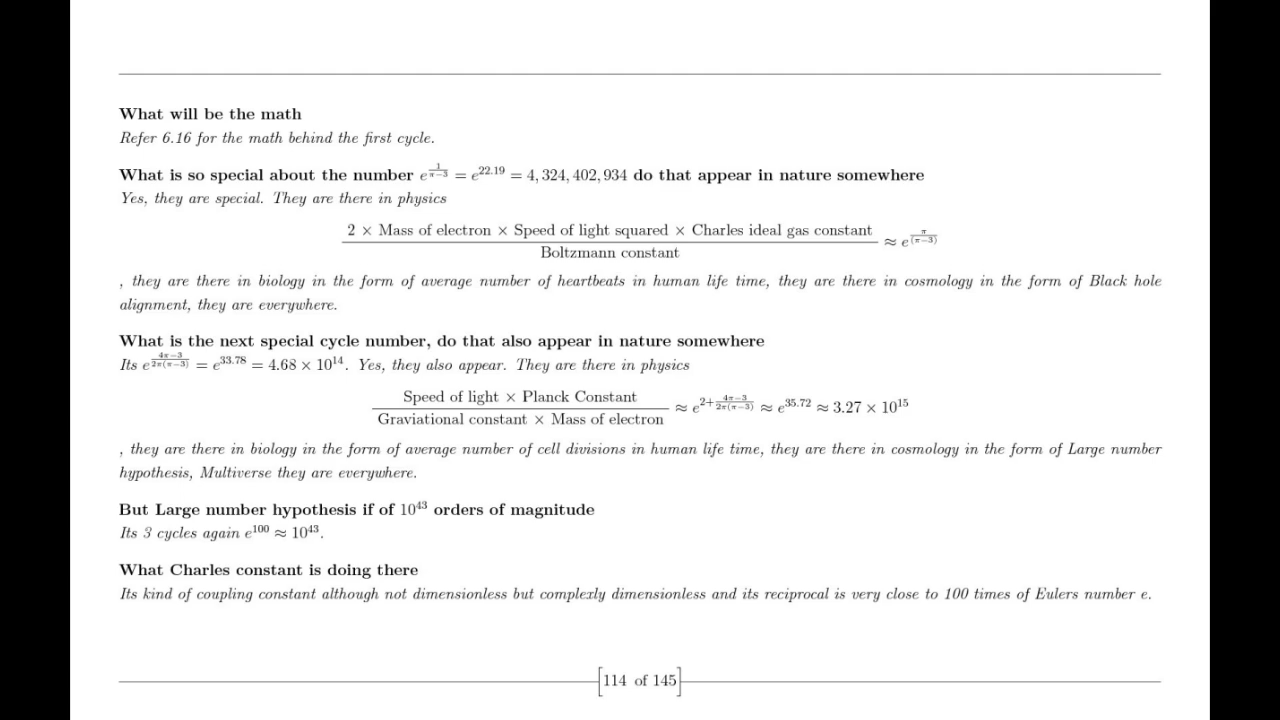 What will be the math
Refer 6.16 for the math behind the first cycle.
What is so special about the number e^{\frac{1}{π−3}} = e^{22.19} = 4,324,402,934 do that appear in nature somewhere
Yes, they are special. They are there in physics
\frac{2 × Mass of electron × Speed of light squared × Charles ideal gas constant}{Boltzmann constant} ≈ e^{\frac{π}{(π−3)}}
, they are there in biology in the form of average number of heartbeats in human life time, they are there in cosmology in the form of Black hole
alignment, they are everywhere.
What is the next special cycle number, do that also appear in nature somewhere
Its e^{\frac{4π−3}{2π(π−3)}} = e^{33.78} = 4.68 × 10^{14}. Yes, they also appear. They are there in physics
\frac{Speed of light × Planck Constant}{Graviational constant × Mass of electron} ≈ e^{2+\frac{4π−3}{2π(π−3)}} ≈ e^{35.72} ≈ 3.27 × 10^{15}
, they are there in biology in the form of average number of cell divisions in human life time, they are there in cosmology in the form of Large number
hypothesis, Multiverse they are everywhere.
But Large number hypothesis if of 10^{43} orders of magnitude
Its 3 cycles again e^{100} ≈ 10^{43}.
What Charles constant is doing there
Its kind of coupling constant although not dimensionless but complexly dimensionless and its reciprocal is very close to 100 times of Eulers number e.
[114 of 145]